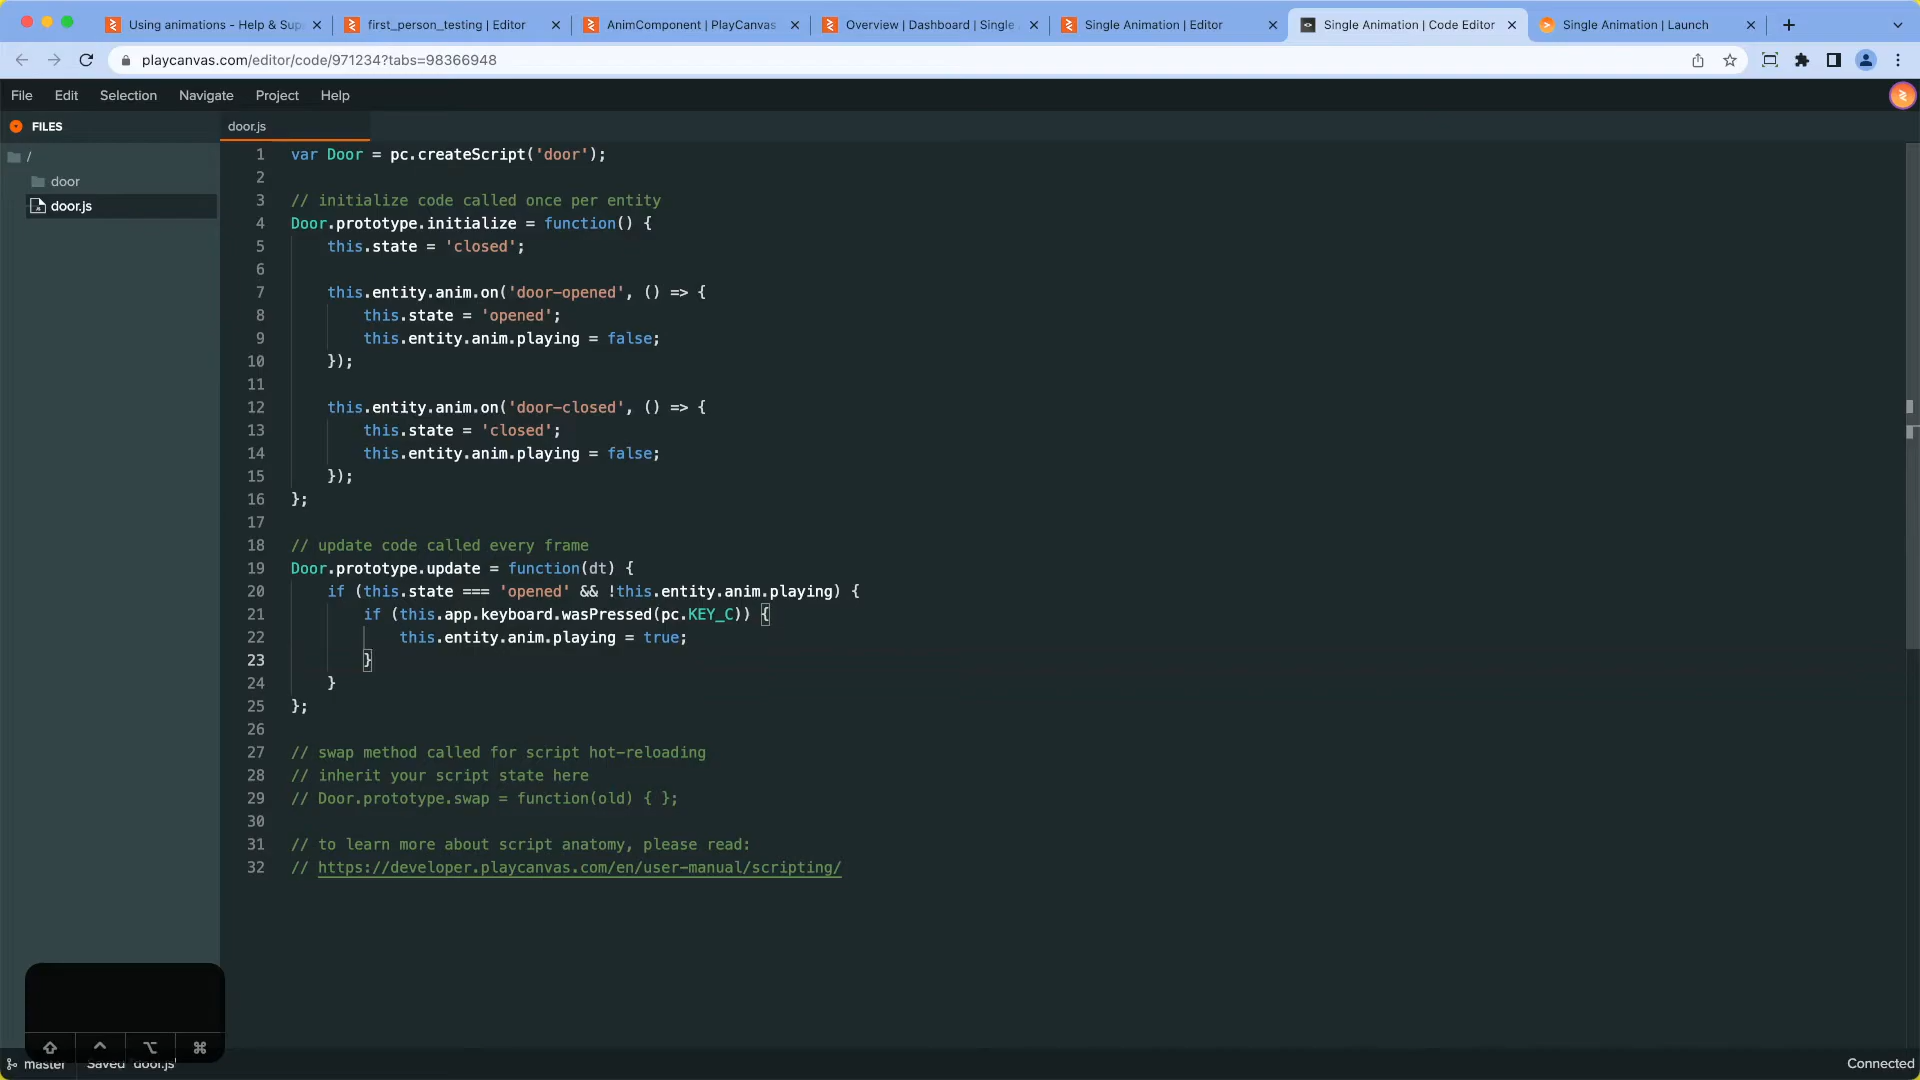 Using animations - Help & Sup
first_person_testing | Editor
AnimComponent | PlayCanvas
Overview | Dashboard | Single
Single Animation | Editor
Single Animation | Code Editor
Single Animation | Launch
playcanvas.com/editor/code/971234?tabs=98366948
File Edit Selection Navigate Project Help
FILES
door.js
/
door
door.js
1 var Door = pc.createScript('door');
2
3 // initialize code called once per entity
4 Door.prototype.initialize = function() {
5 this.state = 'closed';
6
7 this.entity.anim.on('door-opened', () => {
8 this.state = 'opened';
9 this.entity.anim.playing = false;
10 });
11
12 this.entity.anim.on('door-closed', () => {
13 this.state = 'closed';
14 this.entity.anim.playing = false;
15 });
16 };
17
18 // update code called every frame
19 Door.prototype.update = function(dt) {
20 if (this.state === 'opened' && !this.entity.anim.playing) {
21 if (this.app.keyboard.wasPressed(pc.KEY_C)) {
22 this.entity.anim.playing = true;
23 }
24 }
25 };
26
27 // swap method called for script hot-reloading
28 // inherit your script state here
29 // Door.prototype.swap = function(old) { };
30
31 // to learn more about script anatomy, please read:
32 // https://developer.playcanvas.com/en/user-manual/scripting/
master Saved 'door.js'
Connected